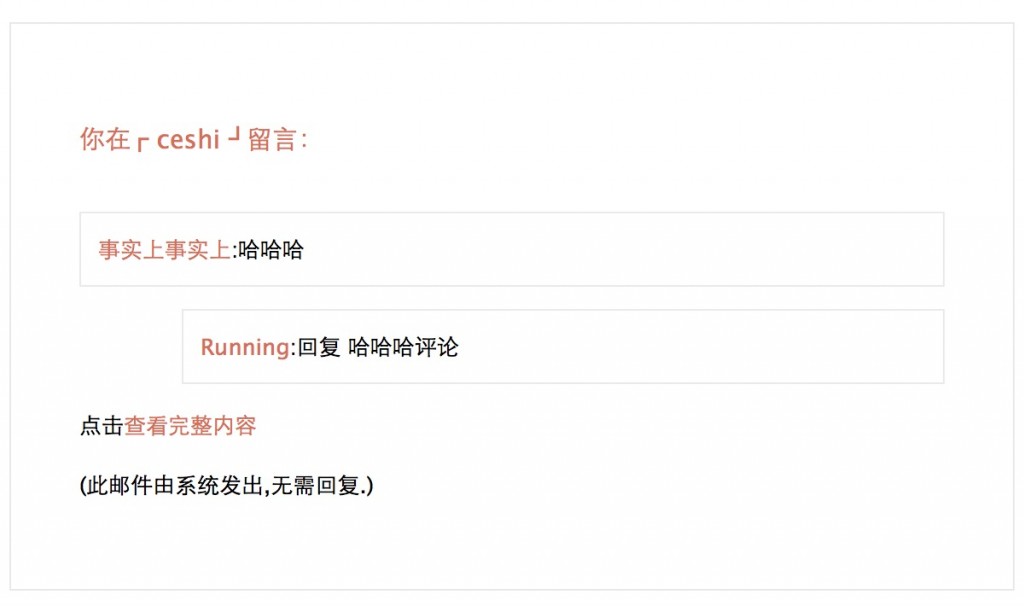 你在┏ ceshi ┛留言：
事实上事实上:哈哈哈
Running:回复 哈哈哈评论
点击查看完整内容
(此邮件由系统发出,无需回复.)